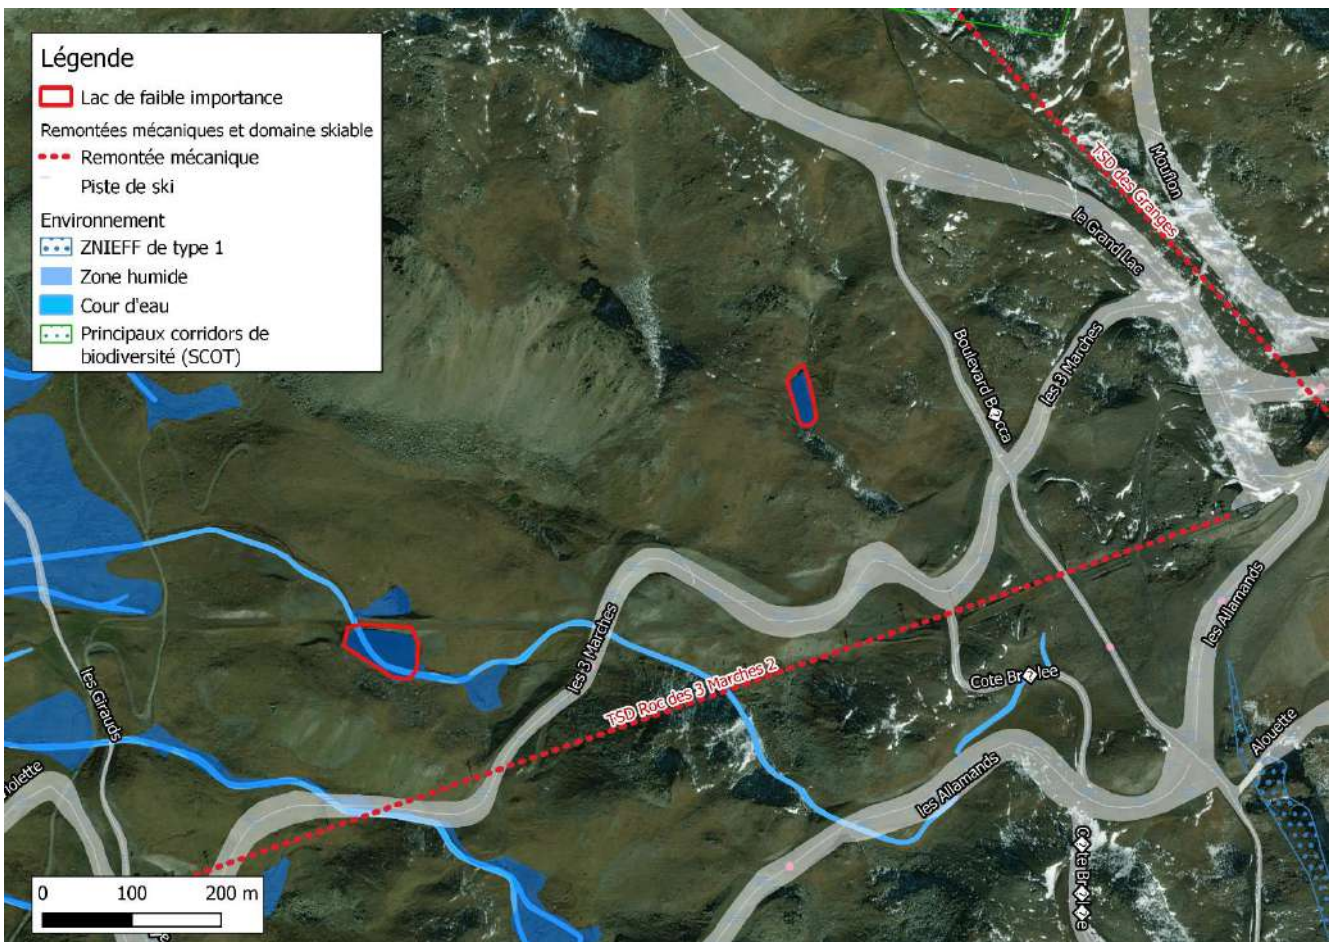 Légende
Lac de faible importance
Remontées mécaniques et domaine skiable
Remontée mécanique
Piste de ski
Environnement
ZNIEFF de type 1
Zone humide
Cour d'eau
Principaux corridors de
biodiversité (SCOT)
TSD des Granges
Mouflon
le Grand Lac
les 3 Marches
Boulevard B�cca
les 3 Marches
TSD Roc des 3 Marches 2
les Allamands
Cote Br�lee
Alouette
les Allamands
les Girauds
C�te Br�l�e
0 100 200 m